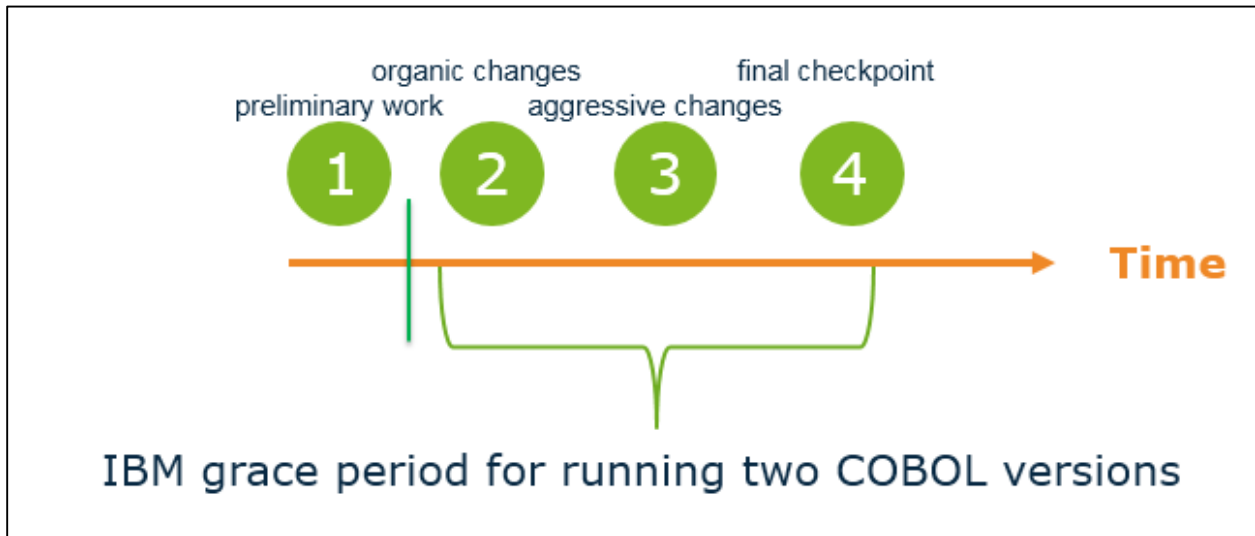 organic changes
final checkpoint
preliminary work
aggressive changes
1
2
3
4
Time
IBM grace period for running two COBOL versions